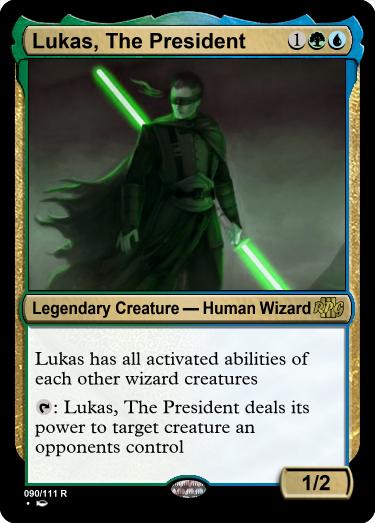 Lukas, The President 1
Legendary Creature — Human Wizard RPG
Lukas has all activated abilities of
each other wizard creatures
: Lukas, The President deals its
power to target creature an
opponents control
1/2
090/111 R